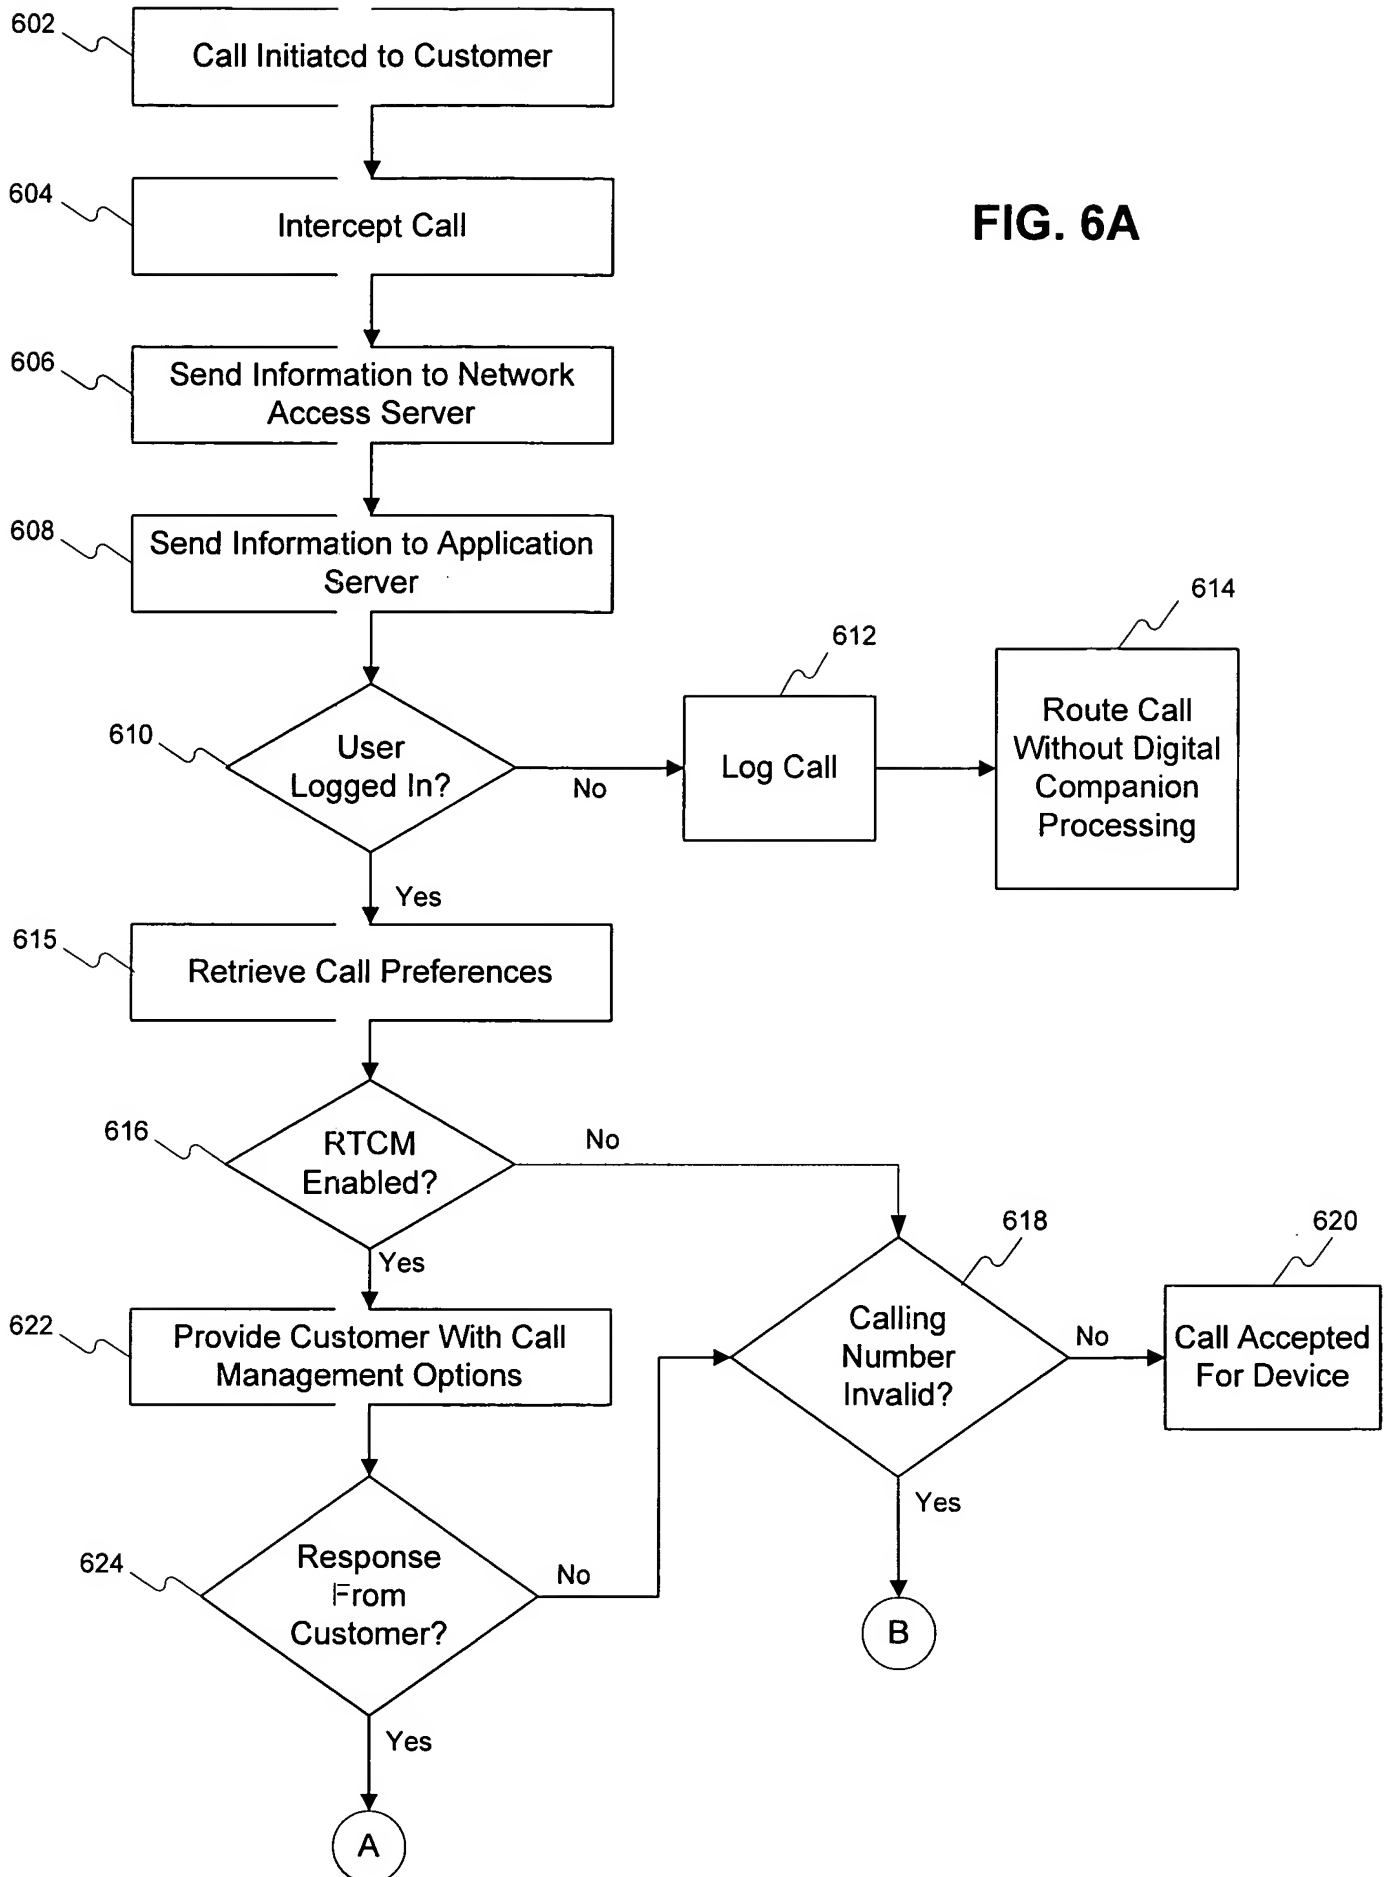 602
Call Initiated to Customer
604
Intercept Call
FIG. 6A
606
Send Information to Network
Access Server
608
Send Information to Application
Server
614
612
610
User
Logged In?
No
Log Call
Route Call
Without Digital
Companion
Processing
Yes
615
Retrieve Call Preferences
616
RTCM
Enabled?
No
618
620
Yes
622
Provide Customer With Call
Management Options
Calling
Number
Invalid?
No
Call Accepted
For Device
Yes
624
Response
From
Customer?
No
B
Yes
A